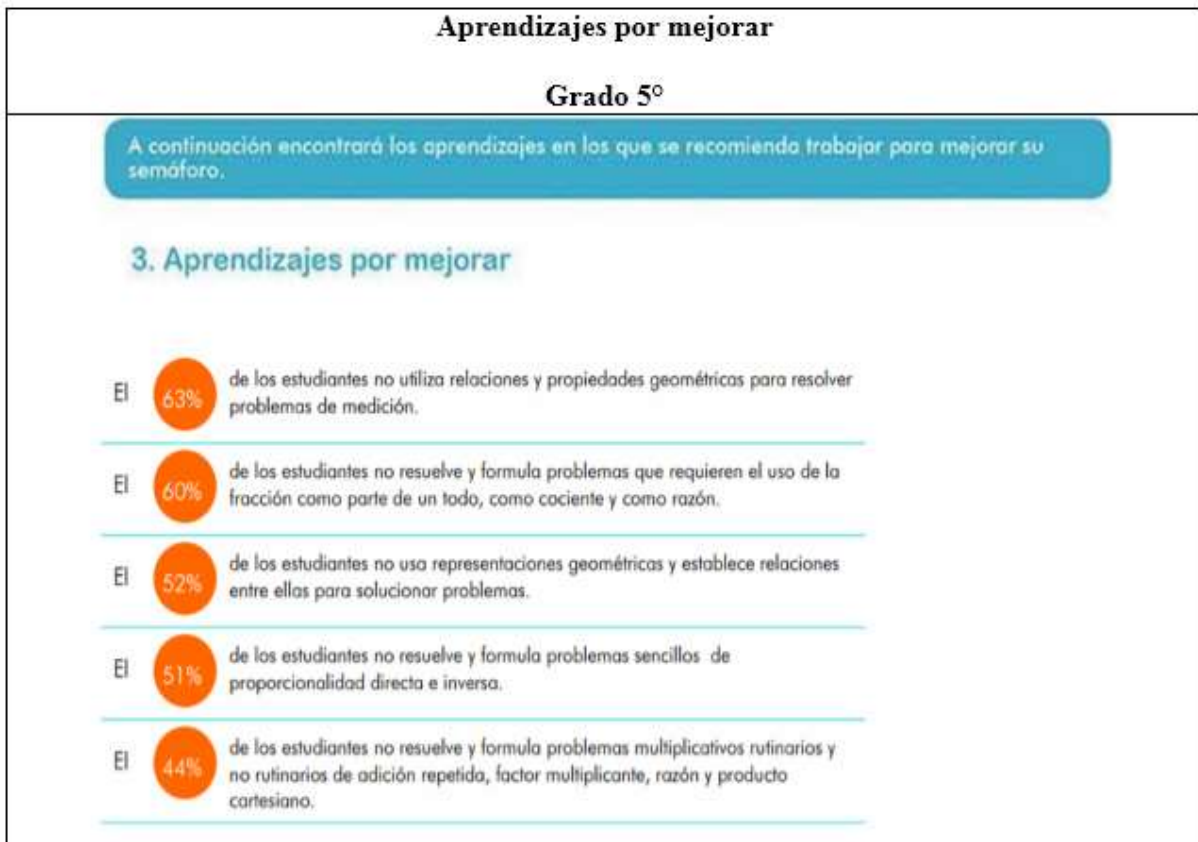 Aprendizajes por mejorar
Grado 5°
A continuación encontrará los aprendizajes en los que se recomienda trabajar para mejorar su
semáforo.
3. Aprendizajes por mejorar
El 63% de los estudiantes no utiliza relaciones y propiedades geométricas para resolver
problemas de medición.
El 60% de los estudiantes no resuelve y formula problemas que requieren el uso de la
fracción como parte de un todo, como cociente y como razón.
El 52% de los estudiantes no usa representaciones geométricas y establece relaciones
entre ellas para solucionar problemas.
El 51% de los estudiantes no resuelve y formula problemas sencillos de
proporcionalidad directa e inversa.
El 44% de los estudiantes no resuelve y formula problemas multiplicativos rutinarios y
no rutinarios de adición repetida, factor multiplicante, razón y producto
cartesiano.